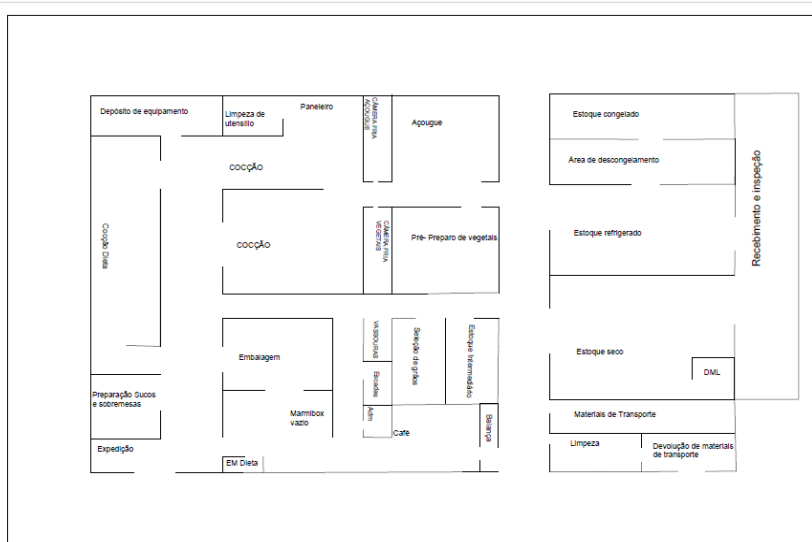 Depósito de equipamento
Limpeza de
utensílio
Paneleiro
CÂMERA FRIA
AÇOUGUE
Açougue
Estoque congelado
COCÇÃO
Área de descongelamento
Recebimento e inspeção
Cocção Dieta
COCÇÃO
CÂMERA FRIA
VEGETAIS
Pré- Preparo de vegetais
Estoque refrigerado
Embalagem
VASSOURAS
Seleção de grãos
Estoque Intermediário
Estoque seco
Escadas
DML
Preparação Sucos
e sobremesas
Marmibox
vazio
Adm
Café
Balança
Materiais de Transporte
Expedição
EM Dieta
Limpeza
Devolução de materiais
de transporte